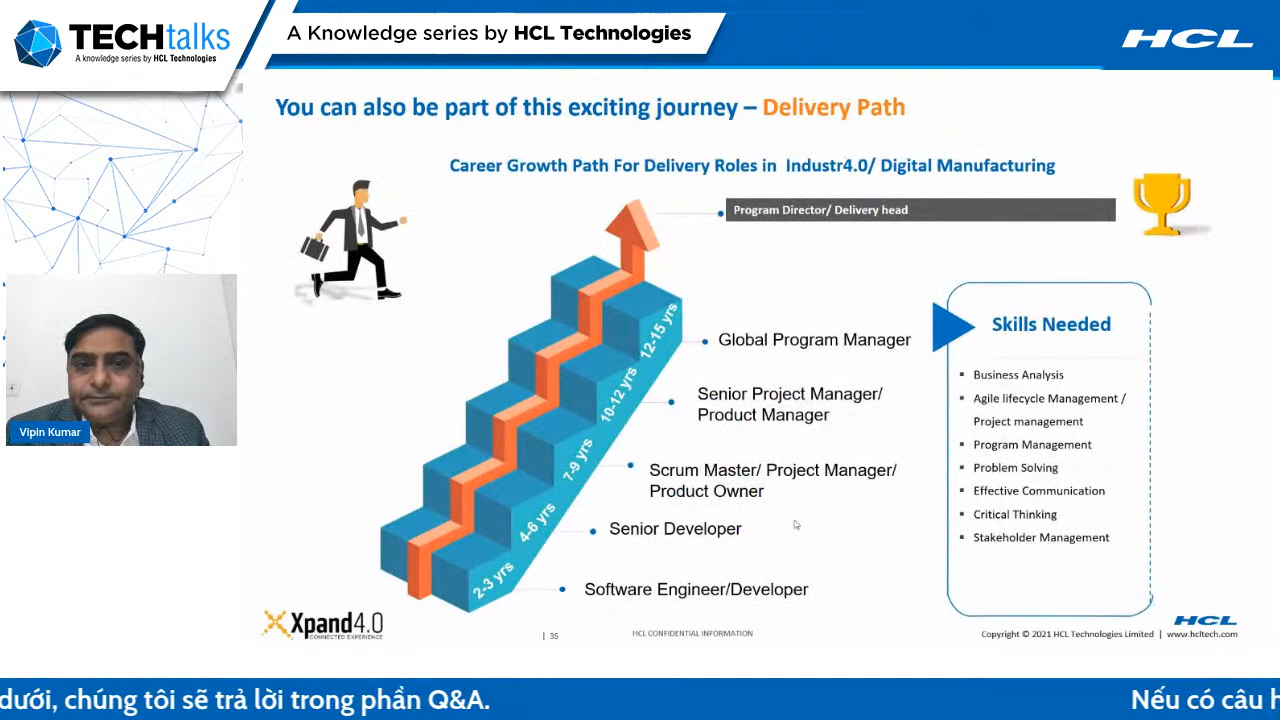 TECHtalks
A knowledge series by HCL Technologies
A Knowledge series by HCL Technologies
HCL
You can also be part of this exciting journey – Delivery Path
Career Growth Path For Delivery Roles in Industr4.0/ Digital Manufacturing
Program Director/ Delivery head
12-15 yrs
Global Program Manager
10-12 yrs
Senior Project Manager/
Product Manager
7-9 yrs
Scrum Master/ Project Manager/
Product Owner
4-6 yrs
Senior Developer
2-3 yrs
Software Engineer/Developer
Skills Needed
▪ Business Analysis
▪ Agile lifecycle Management /
Project management
▪ Program Management
▪ Problem Solving
▪ Effective Communication
▪ Critical Thinking
▪ Stakeholder Management
Vipin Kumar
Xpand4.0
CONNECTED EXPERIENCE
| 35
HCL CONFIDENTIAL INFORMATION
HCL
Copyright © 2021 HCL Technologies Limited | www.hcltech.com
dưới, chúng tôi sẽ trả lời trong phần Q&A.
Nếu có câu h